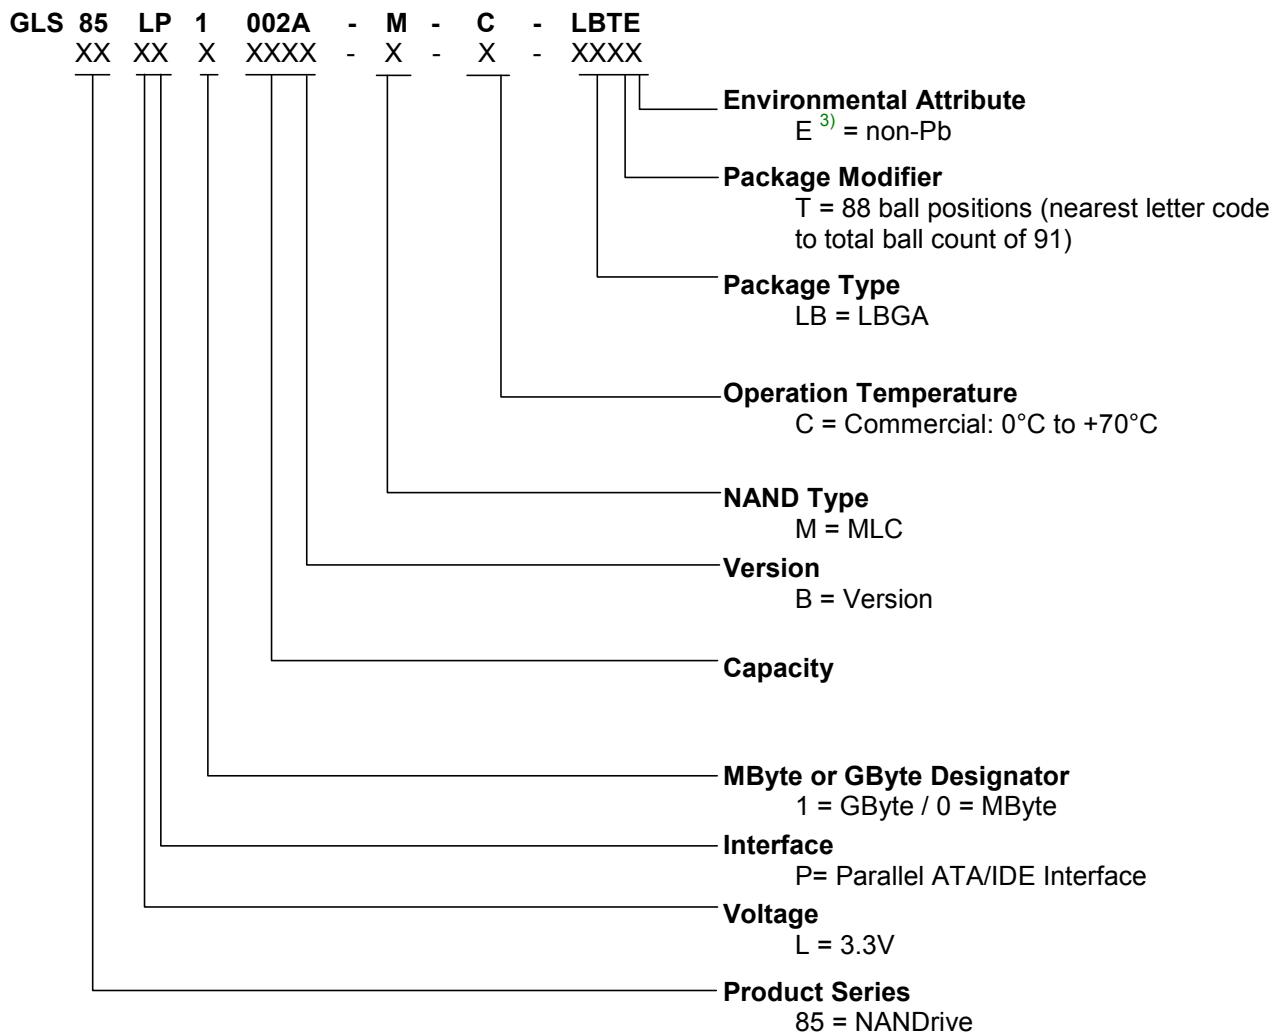 GLS 85 LP 1 002A - M - C - LBTE
XX XX X XXXX - X - X - XXXX
Environmental Attribute
E 3) = non-Pb
Package Modifier
T = 88 ball positions (nearest letter code
to total ball count of 91)
Package Type
LB = LBGA
Operation Temperature
C = Commercial: 0°C to +70°C
NAND Type
M = MLC
Version
B = Version
Capacity
MByte or GByte Designator
1 = GByte / 0 = MByte
Interface
P= Parallel ATA/IDE Interface
Voltage
L = 3.3V
Product Series
85 = NANDrive